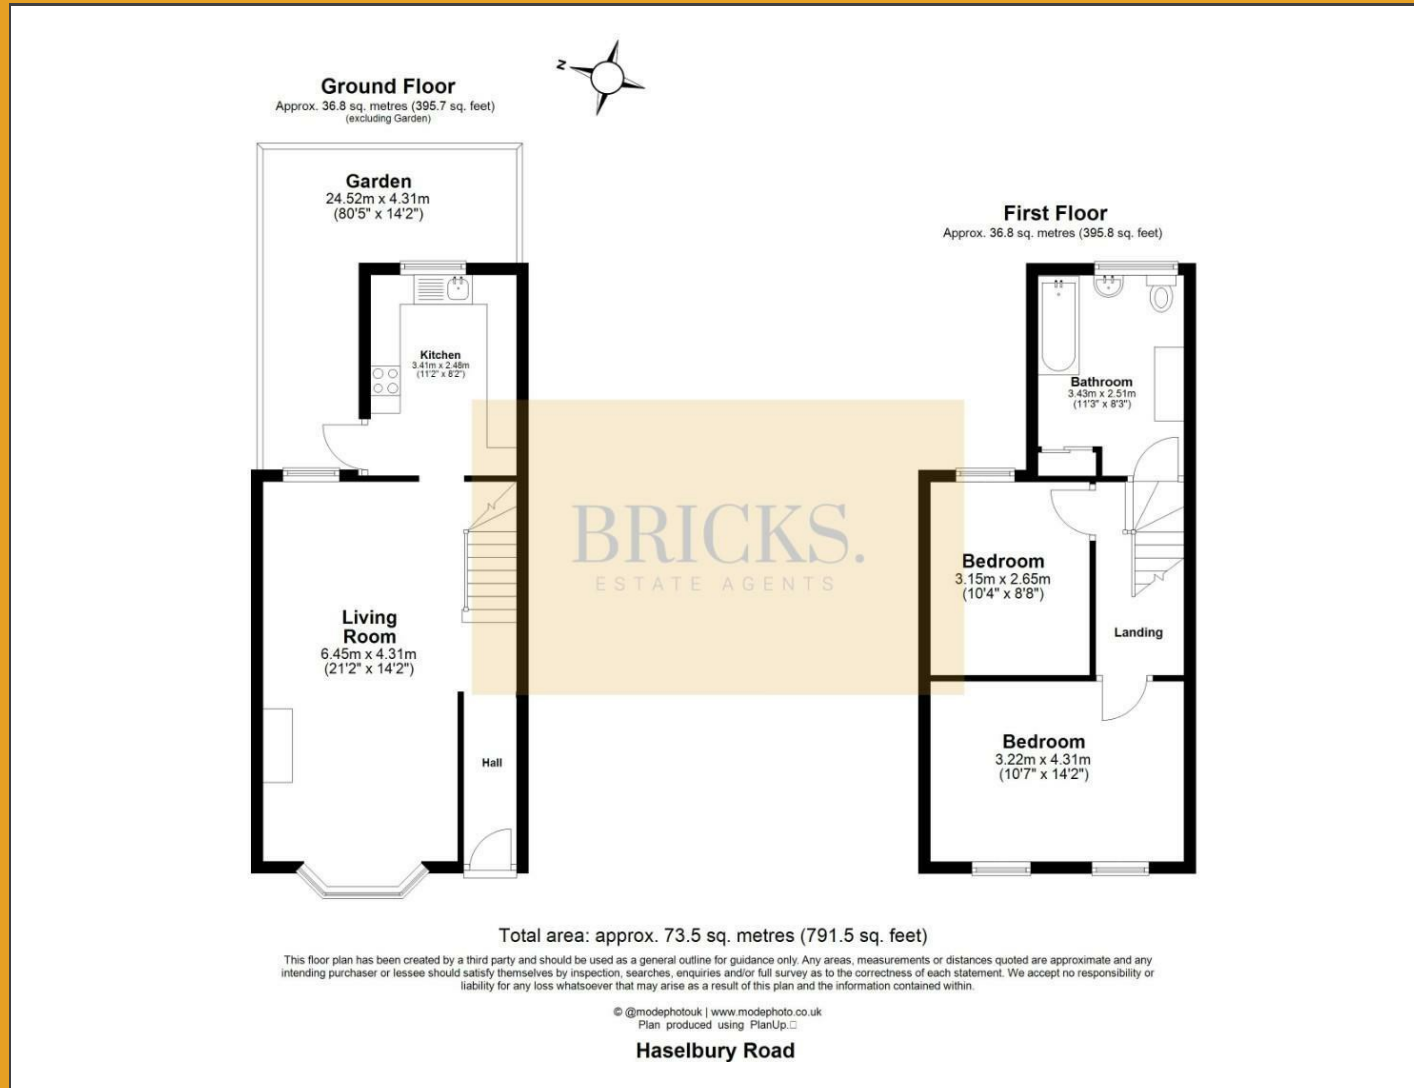 N
Ground Floor
Approx. 36.8 sq. metres (395.7 sq. feet)
(excluding Garden)
Garden
24.52m x 4.31m
(80'5" x 14'2")
Kitchen
3.41m x 2.48m
(11'2" x 8'2")
Living
Room
6.45m x 4.31m
(21'2" x 14'2")
Hall
First Floor
Approx. 36.8 sq. metres (395.8 sq. feet)
Bathroom
3.43m x 2.51m
(11'3" x 8'3")
Bedroom
3.15m x 2.65m
(10'4" x 8'8")
Landing
Bedroom
3.22m x 4.31m
(10'7" x 14'2")
BRICKS.
ESTATE AGENTS
Total area: approx. 73.5 sq. metres (791.5 sq. feet)
This floor plan has been created by a third party and should be used as a general outline for guidance only. Any areas, measurements or distances quoted are approximate and any
intending purchaser or lessee should satisfy themselves by inspection, searches, enquiries and/or full survey as to the correctness of each statement. We accept no responsibility or
liability for any loss whatsoever that may arise as a result of this plan and the information contained within.
© @modephotouk | www.modephoto.co.uk
Plan produced using PlanUp.□
Haselbury Road